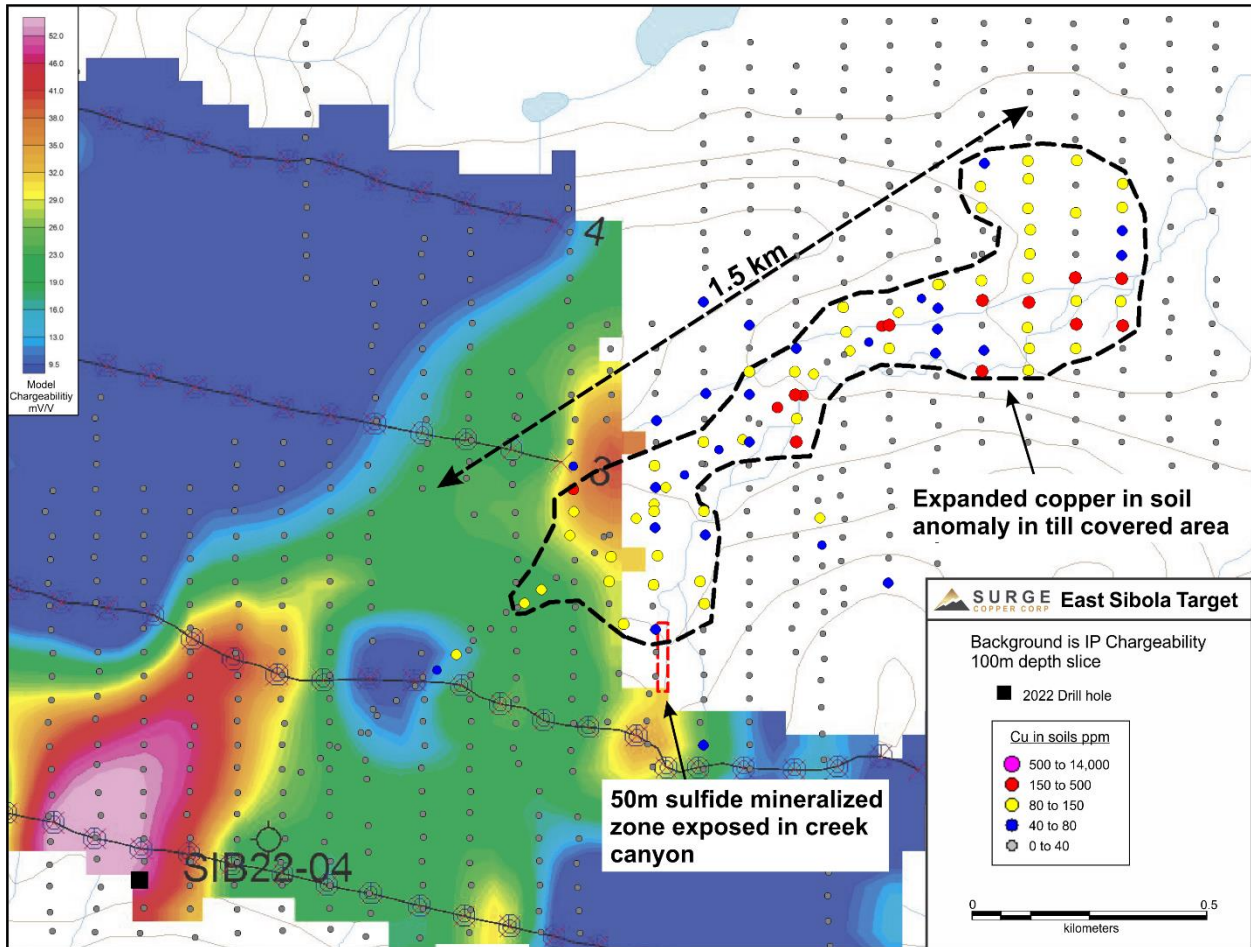 52.0
46.0
41.0
38.0
35.0
32.0
29.0
26.0
23.0
19.0
17.0
13.0
9.5
Model
Chargeabilitiy
mV/V
4
1.5 km
3
Expanded copper in soil
anomaly in till covered area
50m sulfide mineralized
zone exposed in creek
canyon
SIB22-04
SURGE
COPPER CORP
East Sibola Target
Background is IP Chargeability
100m depth slice
2022 Drill hole
Cu in soils ppm
500 to 14,000
150 to 500
80 to 150
40 to 80
0 to 40
0
0.5
kilometers